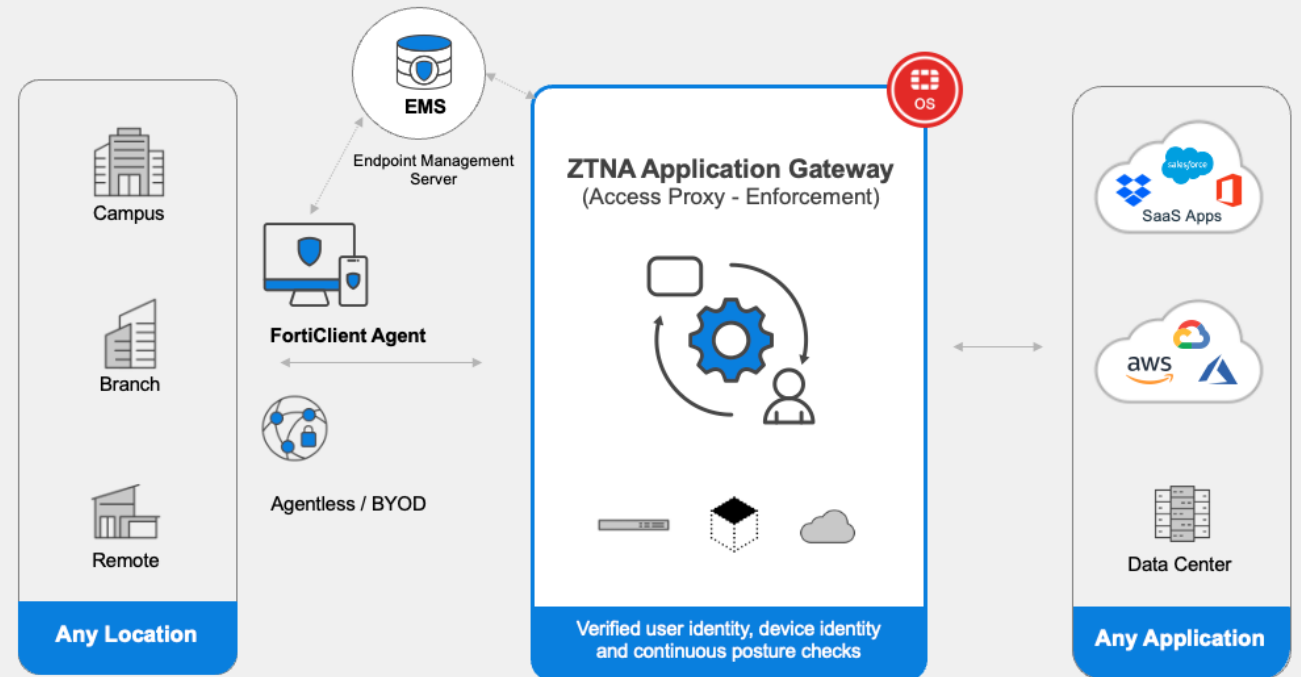 Campus
Branch
Remote
Any Location
EMS
Endpoint Management
Server
FortiClient Agent
Agentless / BYOD
OS
ZTNA Application Gateway
(Access Proxy - Enforcement)
Verified user identity, device identity
and continuous posture checks
salesforce
SaaS Apps
aws
Data Center
Any Application